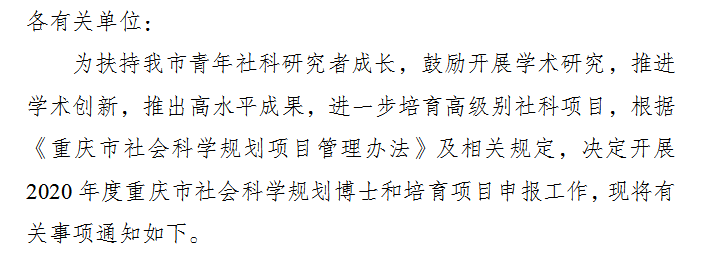 各有关单位：
为扶持我市青年社科研究者成长，鼓励开展学术研究，推进
学术创新，推出高水平成果，进一步培育高级别社科项目，根据
《重庆市社会科学规划项目管理办法》及相关规定，决定开展
2020 年度重庆市社会科学规划博士和培育项目申报工作，现将有
关事项通知如下。